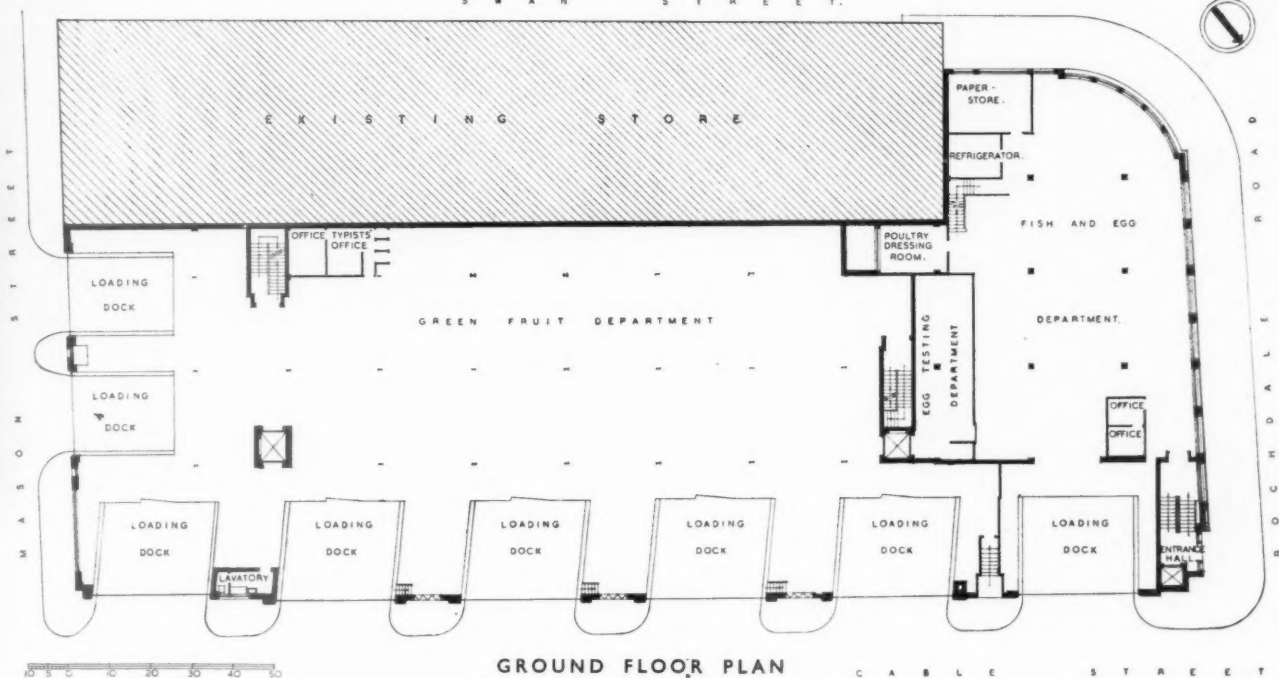 SWAN STREET.
EXISTING STORE
PAPER-
STORE.
REFRIGERATOR.
FISH AND EGG
DEPARTMENT.
ROCHDALE ROAD
MASON STREET
OFFICE
TYPISTS'
OFFICE
POULTRY
DRESSING
ROOM.
LOADING
DOCK
GREEN FRUIT DEPARTMENT
EGG TESTING
DEPARTMENT
LOADING
DOCK
OFFICE
OFFICE
LOADING
DOCK
LOADING
DOCK
LOADING
DOCK
LOADING
DOCK
LOADING
DOCK
LOADING
DOCK
LAVATORY
ENTRANCE
HALL
10 5 0 10 20 30 40 50
GROUND FLOOR PLAN
CABLE STREET